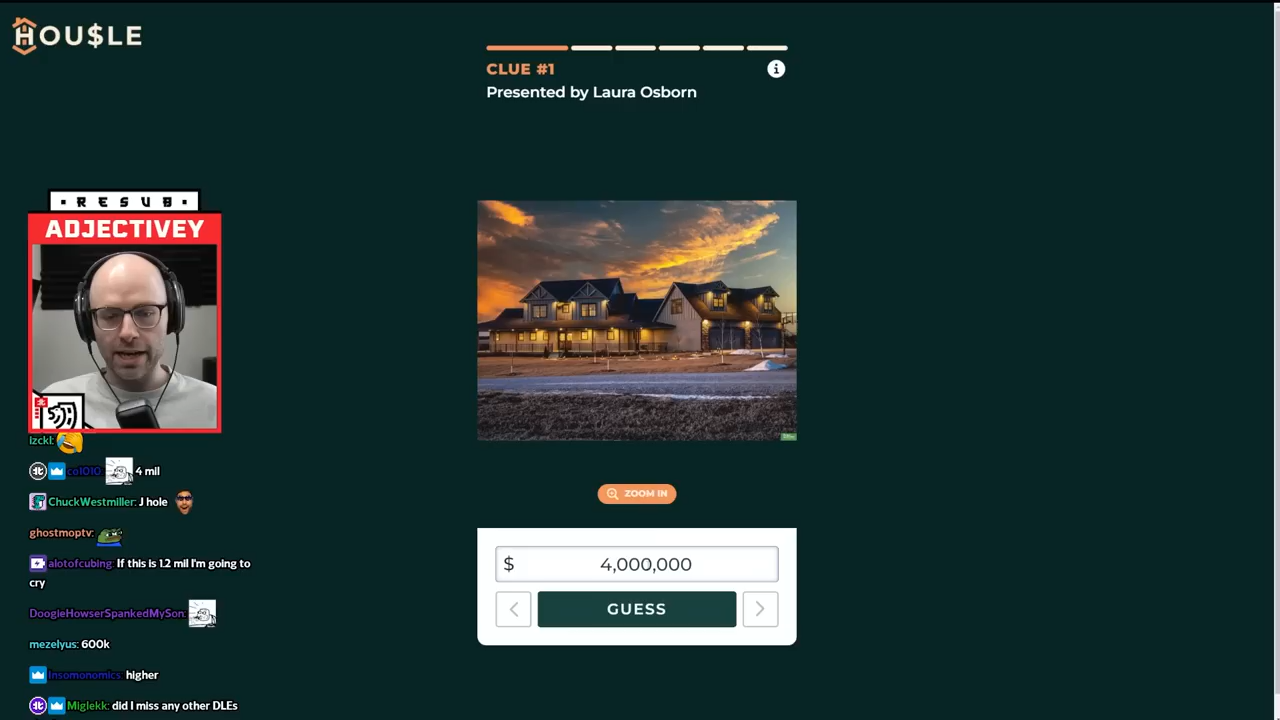 HOU$LE
CLUE #1
Presented by Laura Osborn
• R E S U B •
ADJECTIVEY
izckl:
col010: 4 mil
ChuckWestmiller: J hole
ghostmoptv:
alotofcubing: If this is 1.2 mil I'm going to
cry
DoogieHowserSpankedMySon:
mezelyus: 600k
Insomonomics: higher
Miglekk: did I miss any other DLEs
ZOOM IN
$ 4,000,000
< GUESS >